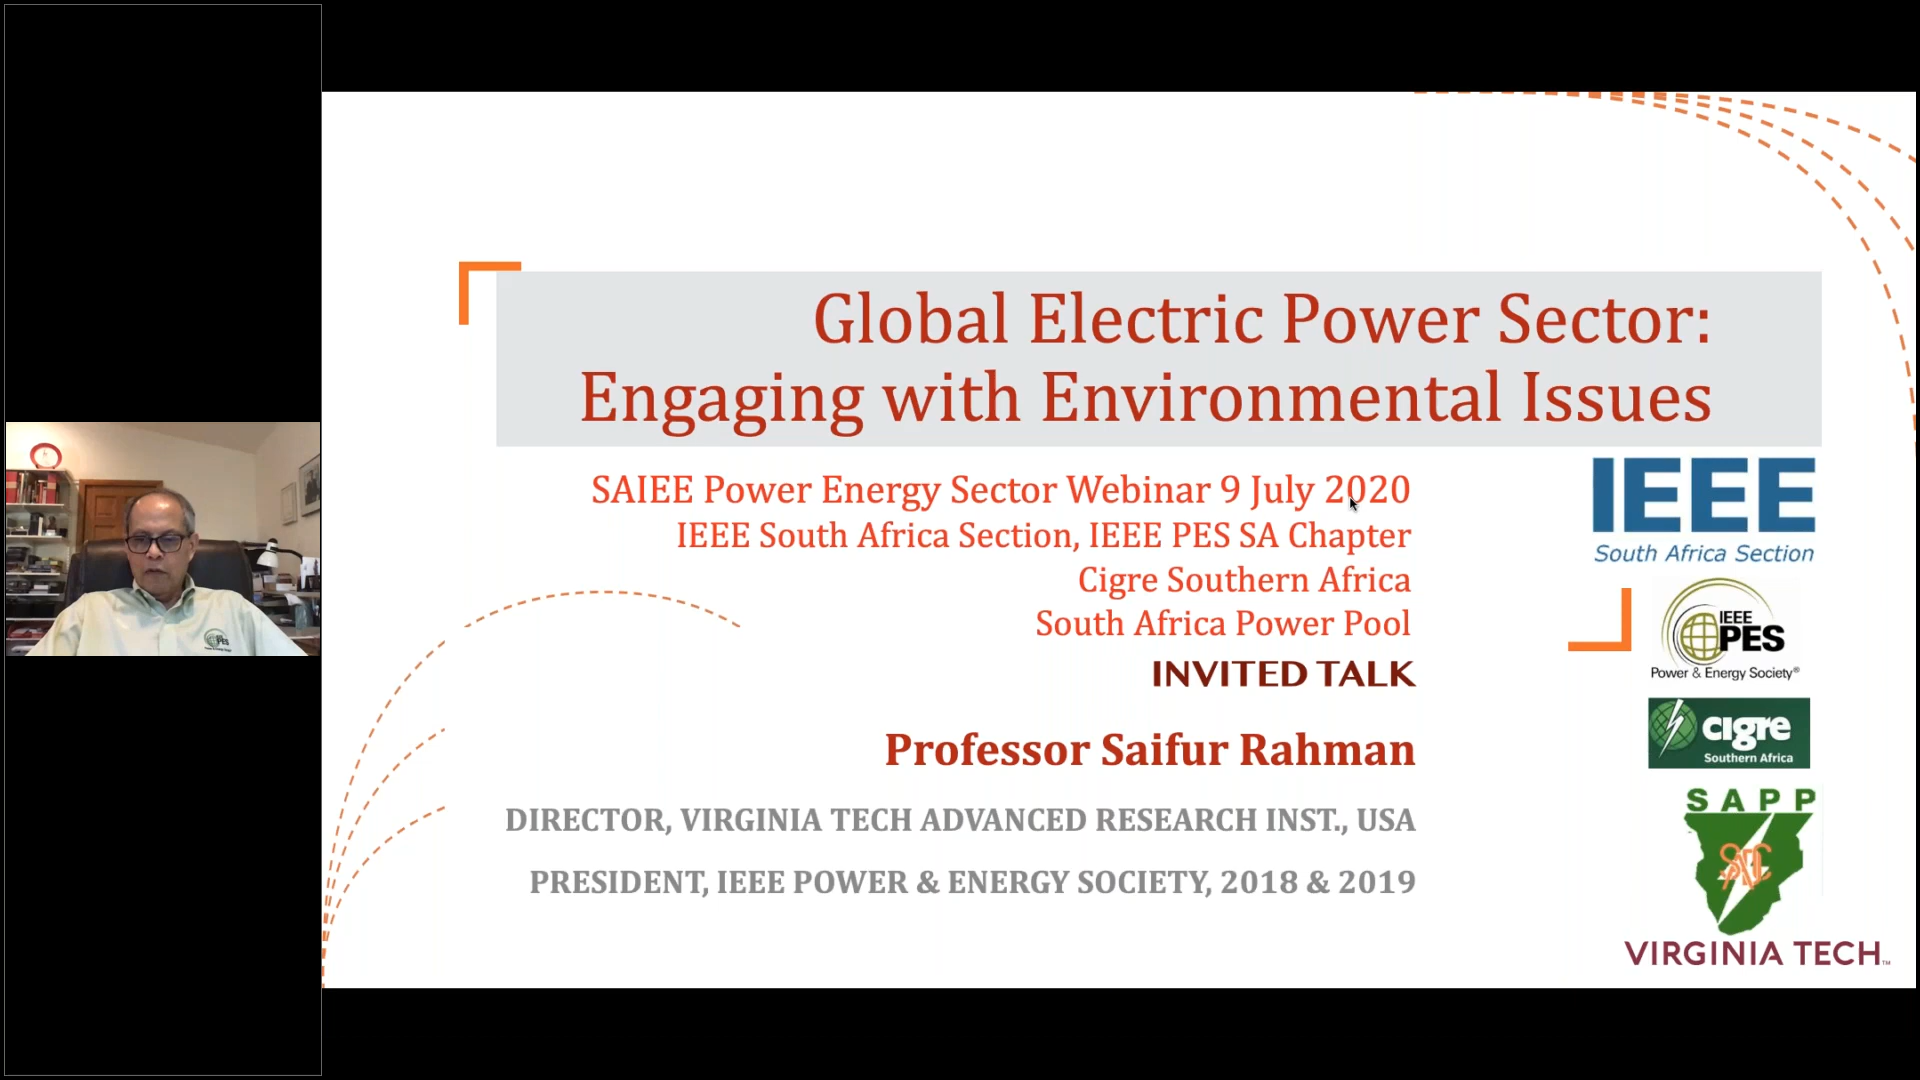 Global Electric Power Sector:
Engaging with Environmental Issues
SAIEE Power Energy Sector Webinar 9 July 2020
IEEE South Africa Section, IEEE PES SA Chapter
Cigre Southern Africa
South Africa Power Pool
INVITED TALK
Professor Saifur Rahman
DIRECTOR, VIRGINIA TECH ADVANCED RESEARCH INST., USA
PRESIDENT, IEEE POWER & ENERGY SOCIETY, 2018 & 2019
IEEE
South Africa Section
IEEE
PES
Power & Energy Society®
cigre
Southern Africa
SAPP
VIRGINIA TECH™
PES